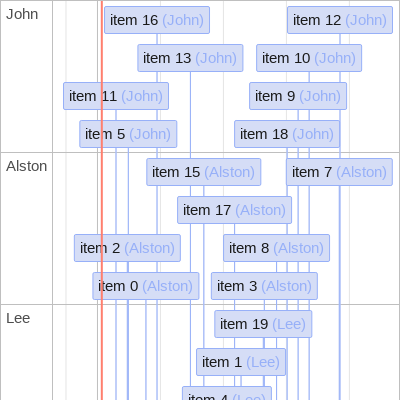 John
item 16 (John)
item 12 (John)
item 13 (John)
item 10 (John)
item 11 (John)
item 9 (John)
item 5 (John)
item 18 (John)
Alston
item 15 (Alston)
item 7 (Alston)
item 17 (Alston)
item 2 (Alston)
item 8 (Alston)
item 0 (Alston)
item 3 (Alston)
Lee
item 19 (Lee)
item 1 (Lee)
item 4 (Lee)